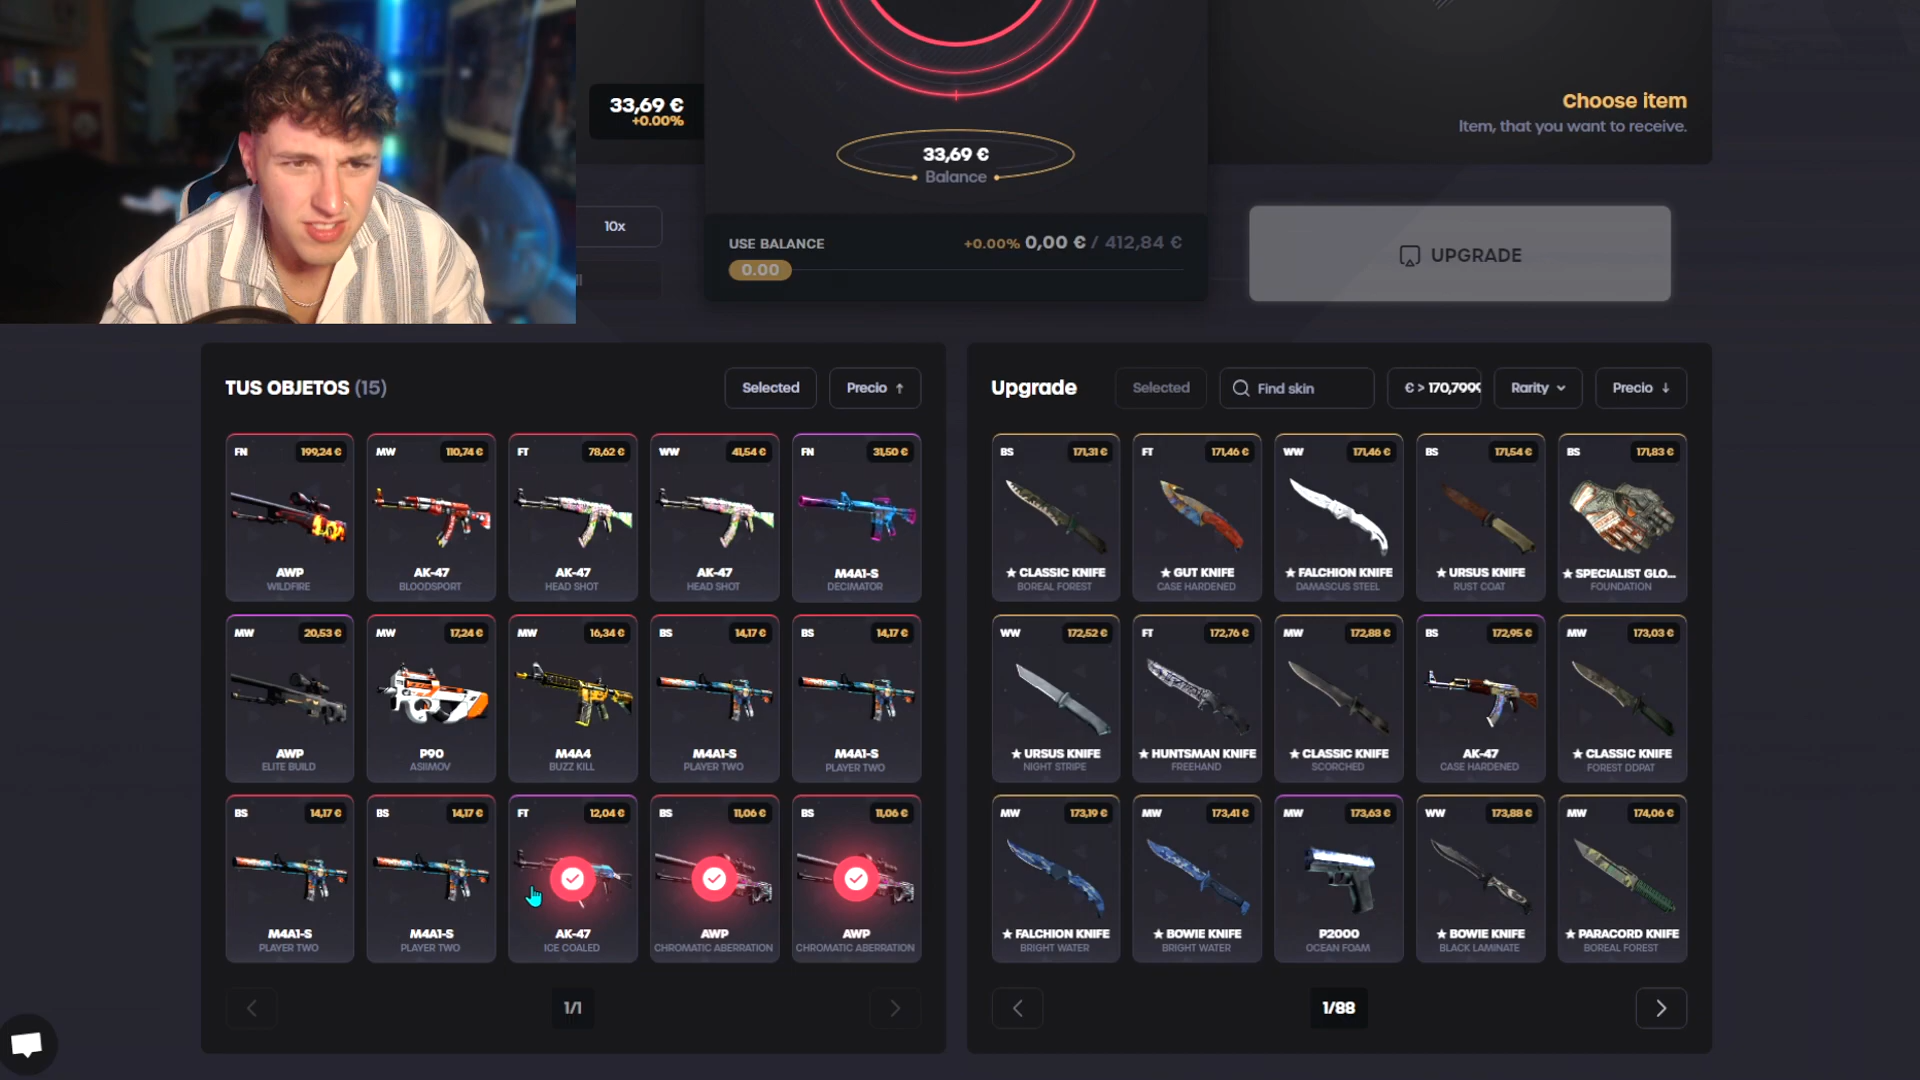 33,69 €
+0.00%
33,69 €
Balance
Choose item
Item, that you want to receive.
10x
USE BALANCE
+0.00% 0,00 € / 412,84 €
0.00
UPGRADE
TUS OBJETOS (15)
Selected
Precio
FN 199,24 €
AWP
WILDFIRE
MW 110,74 €
AK-47
BLOODSPORT
FT 78,62 €
AK-47
HEAD SHOT
WW 41,54 €
AK-47
HEAD SHOT
FN 31,50 €
M4A1-S
DECIMATOR
MW 20,53 €
AWP
ELITE BUILD
MW 17,24 €
P90
ASIIMOV
MW 16,34 €
M4A4
BUZZ KILL
BS 14,17 €
M4A1-S
PLAYER TWO
BS 14,17 €
M4A1-S
PLAYER TWO
BS 14,17 €
M4A1-S
PLAYER TWO
BS 14,17 €
M4A1-S
PLAYER TWO
FT 12,04 €
AK-47
ICE COALED
BS 11,06 €
AWP
CHROMATIC ABERRATION
BS 11,06 €
AWP
CHROMATIC ABERRATION
1/1
Upgrade
Selected
Find skin
€ > 170,7999
Rarity
Precio
BS 171,31 €
★ CLASSIC KNIFE
BOREAL FOREST
FT 171,46 €
★ GUT KNIFE
CASE HARDENED
WW 171,46 €
★ FALCHION KNIFE
DAMASCUS STEEL
BS 171,54 €
★ URSUS KNIFE
RUST COAT
BS 171,83 €
★ SPECIALIST GLO...
FOUNDATION
WW 172,52 €
★ URSUS KNIFE
NIGHT STRIPE
FT 172,76 €
★ HUNTSMAN KNIFE
FREEHAND
MW 172,88 €
★ CLASSIC KNIFE
SCORCHED
BS 172,95 €
AK-47
CASE HARDENED
MW 173,03 €
★ CLASSIC KNIFE
FOREST DDPAT
MW 173,19 €
★ FALCHION KNIFE
BRIGHT WATER
MW 173,41 €
★ BOWIE KNIFE
BRIGHT WATER
MW 173,63 €
P2000
OCEAN FOAM
WW 173,88 €
★ BOWIE KNIFE
BLACK LAMINATE
MW 174,06 €
★ PARACORD KNIFE
BOREAL FOREST
1/88